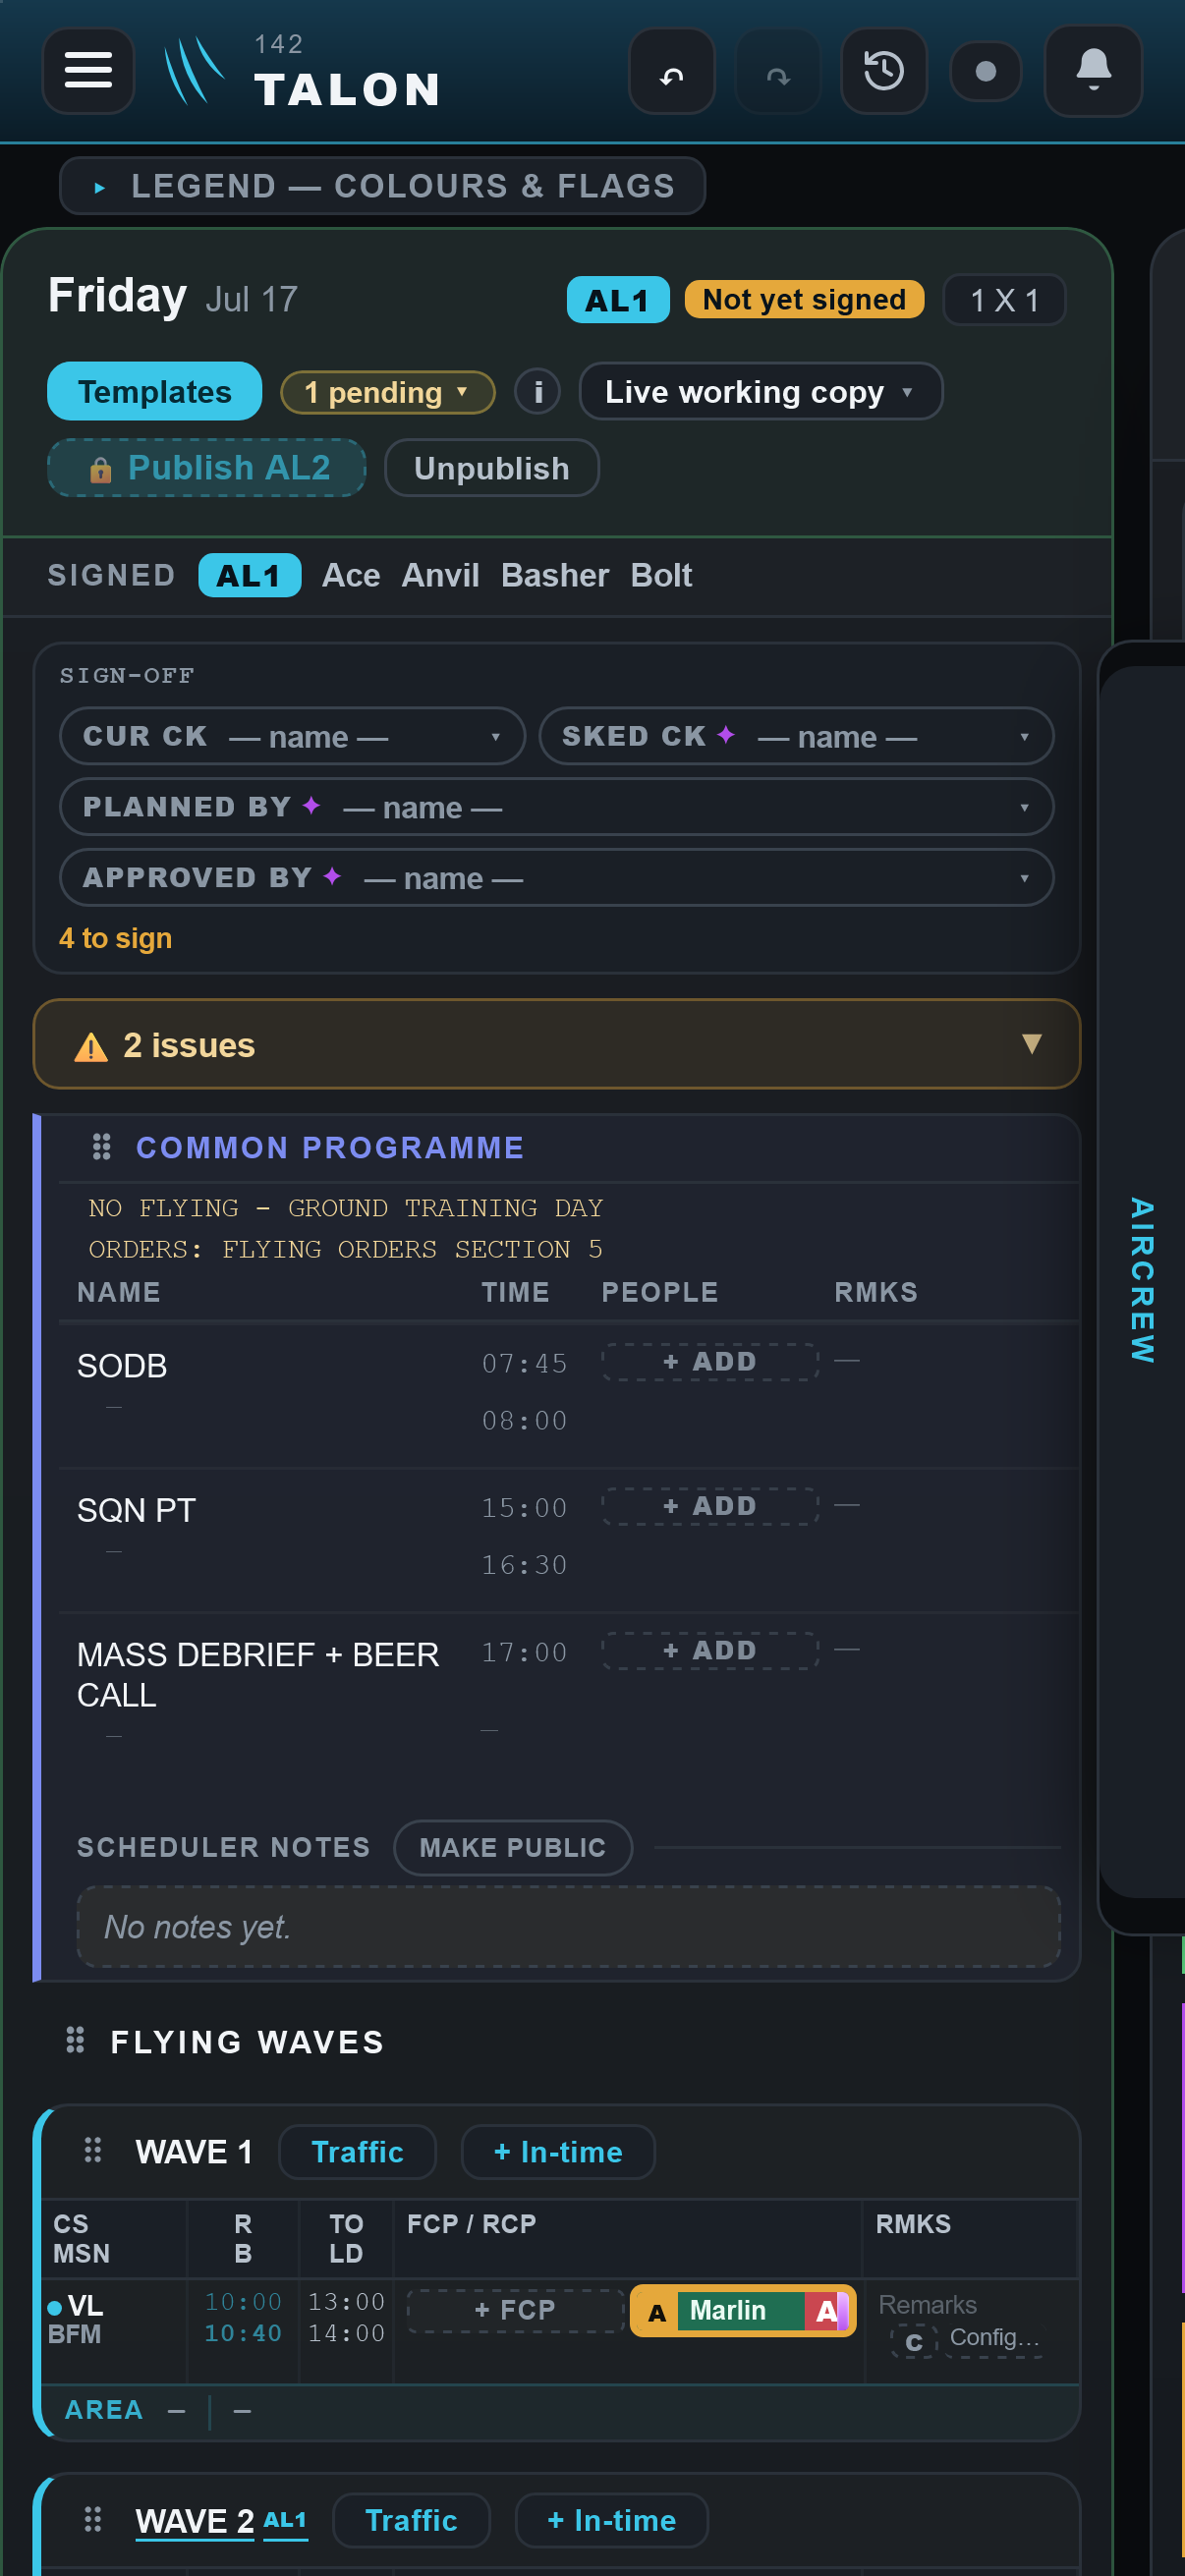 142
TALON
LEGEND — COLOURS & FLAGS
Friday Jul 17 AL1 Not yet signed 1 X 1
Templates 1 pending i Live working copy
Publish AL2 Unpublish
SIGNED AL1 Ace Anvil Basher Bolt
SIGN-OFF
CUR CK — name — SKED CK — name —
PLANNED BY — name —
APPROVED BY — name —
4 to sign
2 issues
COMMON PROGRAMME
NO FLYING - GROUND TRAINING DAY
ORDERS: FLYING ORDERS SECTION 5
NAME TIME PEOPLE RMKS
SODB 07:45 + ADD —
— 08:00
SQN PT 15:00 + ADD —
— 16:30
MASS DEBRIEF + BEER 17:00 + ADD —
CALL
— —
AIRCREW
SCHEDULER NOTES MAKE PUBLIC
No notes yet.
FLYING WAVES
WAVE 1 Traffic + In-time
CS R TO FCP / RCP RMKS
MSN B LD
VL 10:00 13:00 + FCP A Marlin A Remarks
BFM 10:40 14:00 C Config...
AREA — —
WAVE 2 AL1 Traffic + In-time